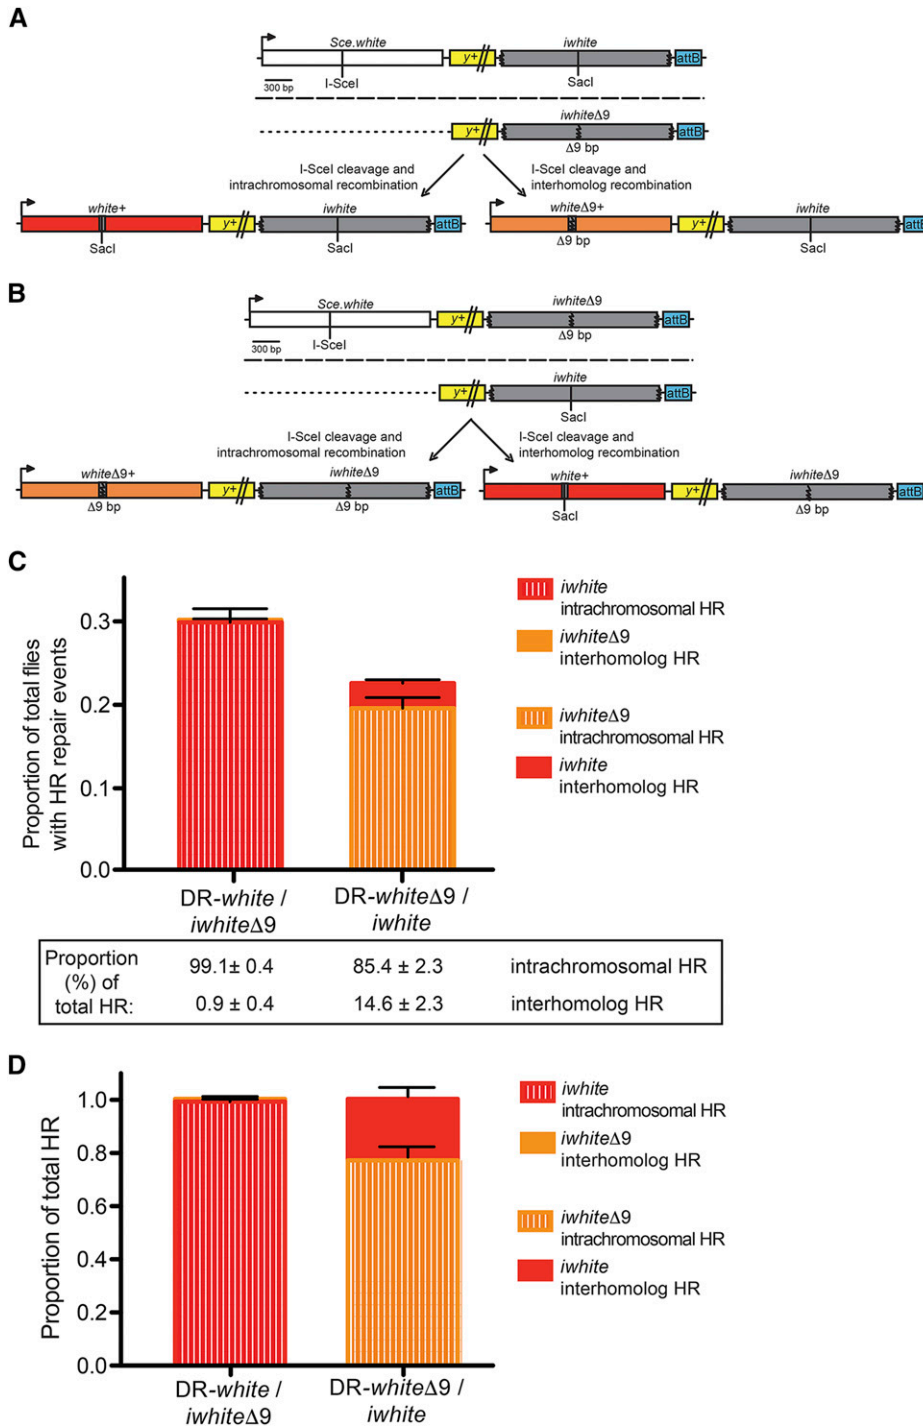 A
Sce.white
y+
iwhite
attB
I-SceI
SacI
300 bp
iwhiteΔ9
y+
attB
Δ9 bp
I-SceI cleavage and
intrachromosomal recombination
I-SceI cleavage and
interhomolog recombination
white+
y+
iwhite
attB
SacI
SacI
whiteΔ9+
y+
iwhite
attB
Δ9 bp
SacI
B
Sce.white
y+
iwhiteΔ9
attB
I-SceI
Δ9 bp
300 bp
iwhite
y+
attB
SacI
I-SceI cleavage and
intrachromosomal recombination
I-SceI cleavage and
interhomolog recombination
whiteΔ9+
y+
iwhiteΔ9
attB
Δ9 bp
Δ9 bp
white+
y+
iwhiteΔ9
attB
SacI
Δ9 bp
C
Proportion of total flies
with HR repair events
0.3
0.2
0.1
0.0
DR-white /
iwhiteΔ9
DR-whiteΔ9 /
iwhite
iwhite
intrachromosomal HR
iwhiteΔ9
interhomolog HR
iwhiteΔ9
intrachromosomal HR
iwhite
interhomolog HR
Proportion
(%) of
total HR:
99.1± 0.4 85.4 ± 2.3 intrachromosomal HR
0.9 ± 0.4 14.6 ± 2.3 interhomolog HR
D
Proportion of total HR
1.0
0.8
0.6
0.4
0.2
0.0
DR-white /
iwhiteΔ9
DR-whiteΔ9 /
iwhite
iwhite
intrachromosomal HR
iwhiteΔ9
interhomolog HR
iwhiteΔ9
intrachromosomal HR
iwhite
interhomolog HR